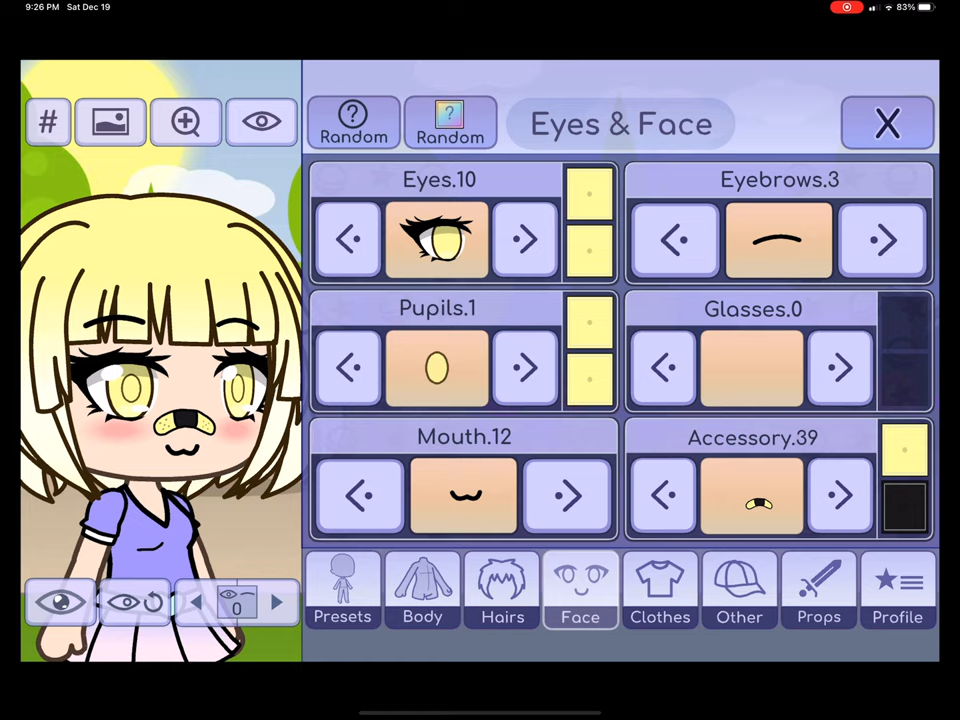 9:26 PM Sat Dec 19
83%
#
? Random
? Random
Eyes & Face
X
Eyes.10
Eyebrows.3
Pupils.1
Glasses.0
Mouth.12
Accessory.39
0
Presets
Body
Hairs
Face
Clothes
Other
Props
Profile